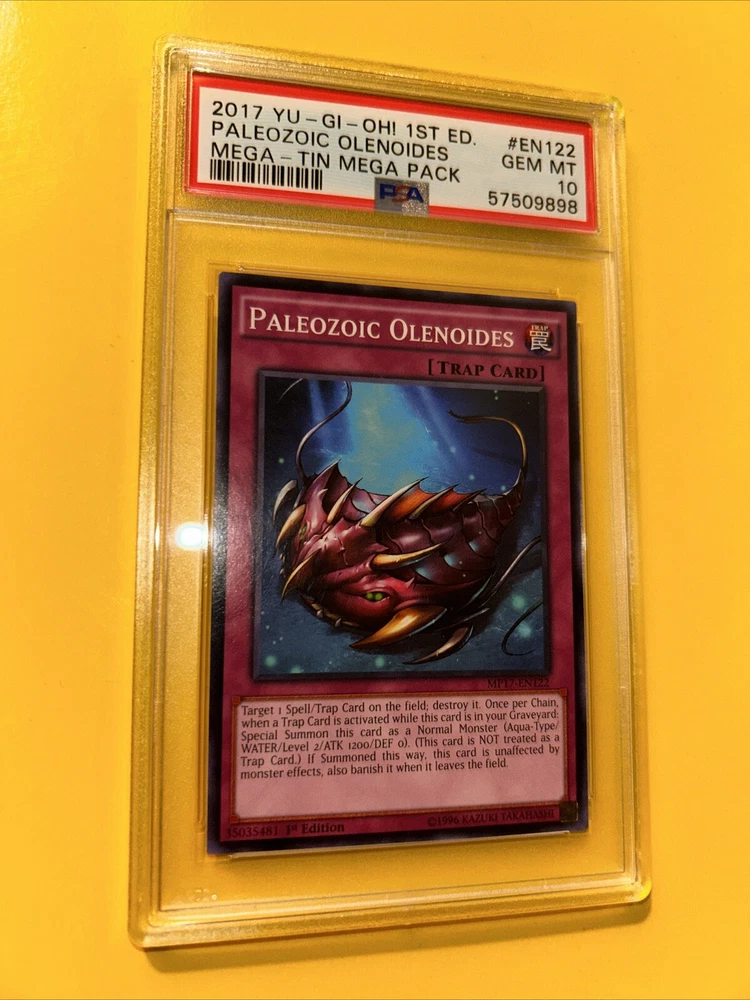 2017 YU-GI-OH! 1ST ED. #EN122
PALEOZOIC OLENOIDES GEM MT
MEGA-TIN MEGA PACK 10
PSA 57509898
PALEOZOIC OLENOIDES TRAP 罠
[TRAP CARD]
MP17-EN122
Target 1 Spell/Trap Card on the field; destroy it. Once per Chain,
when a Trap Card is activated while this card is in your Graveyard:
Special Summon this card as a Normal Monster (Aqua-Type/
WATER/Level 2/ATK 1200/DEF 0). (This card is NOT treated as a
Trap Card.) If Summoned this way, this card is unaffected by
monster effects, also banish it when it leaves the field.
35035481 1st Edition ©1996 KAZUKI TAKAHASHI